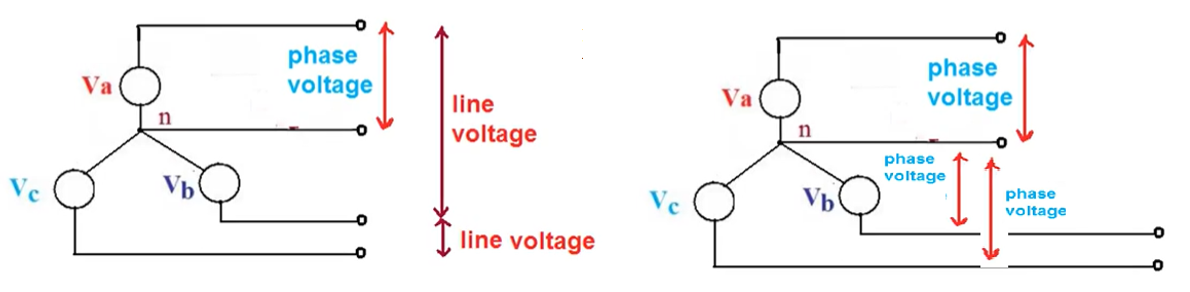 phase
voltage
Va
n
line
voltage
Vc
Vb
line voltage
phase
voltage
Va
n
phase
voltage
Vc
Vb
phase
voltage